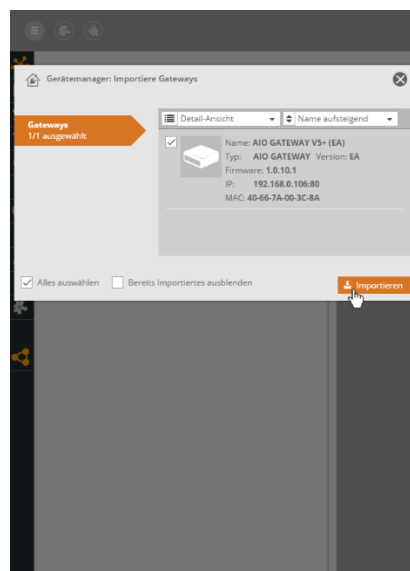 Gerätemanager: Importiere Gateways
Gateways
1/1 ausgewählt
Detail-Ansicht
Name aufsteigend
Name: AIO GATEWAY V5+ (EA)
Typ: AIO GATEWAY Version: EA
Firmware: 1.0.10.1
IP: 192.168.0.106:80
MAC: 40-66-7A-00-3C-8A
Alles auswählen
Bereits Importiertes ausblenden
Importieren